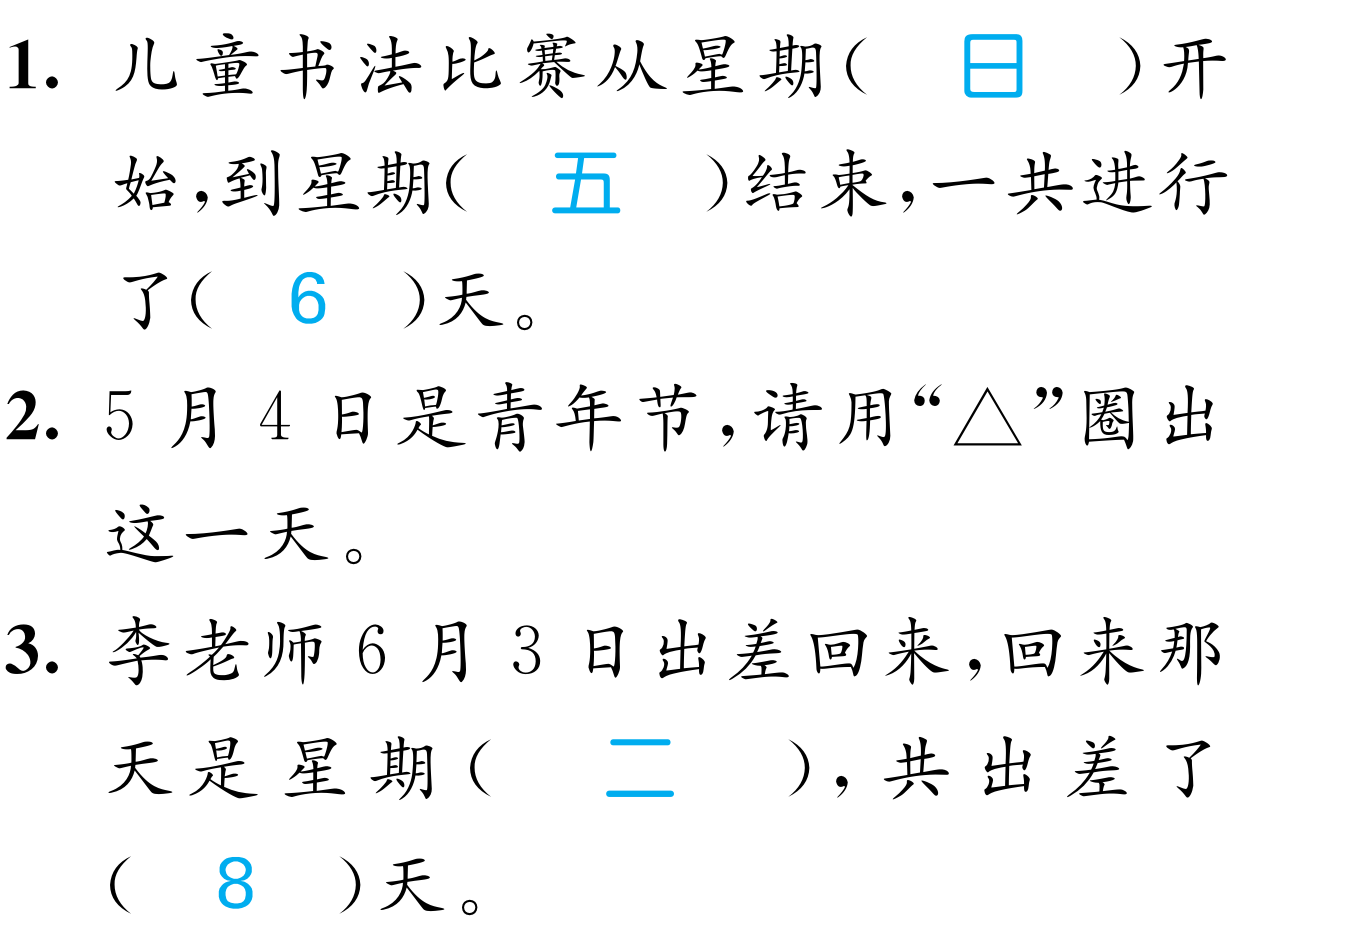 1. 儿童书法比赛从星期( 日 )开
始,到星期( 五 )结束,一共进行
了( 6 )天。
2. 5月4日是青年节,请用“△”圈出
这一天。
3. 李老师6月3日出差回来,回来那
天是星期( 二 ),共出差了
( 8 )天。